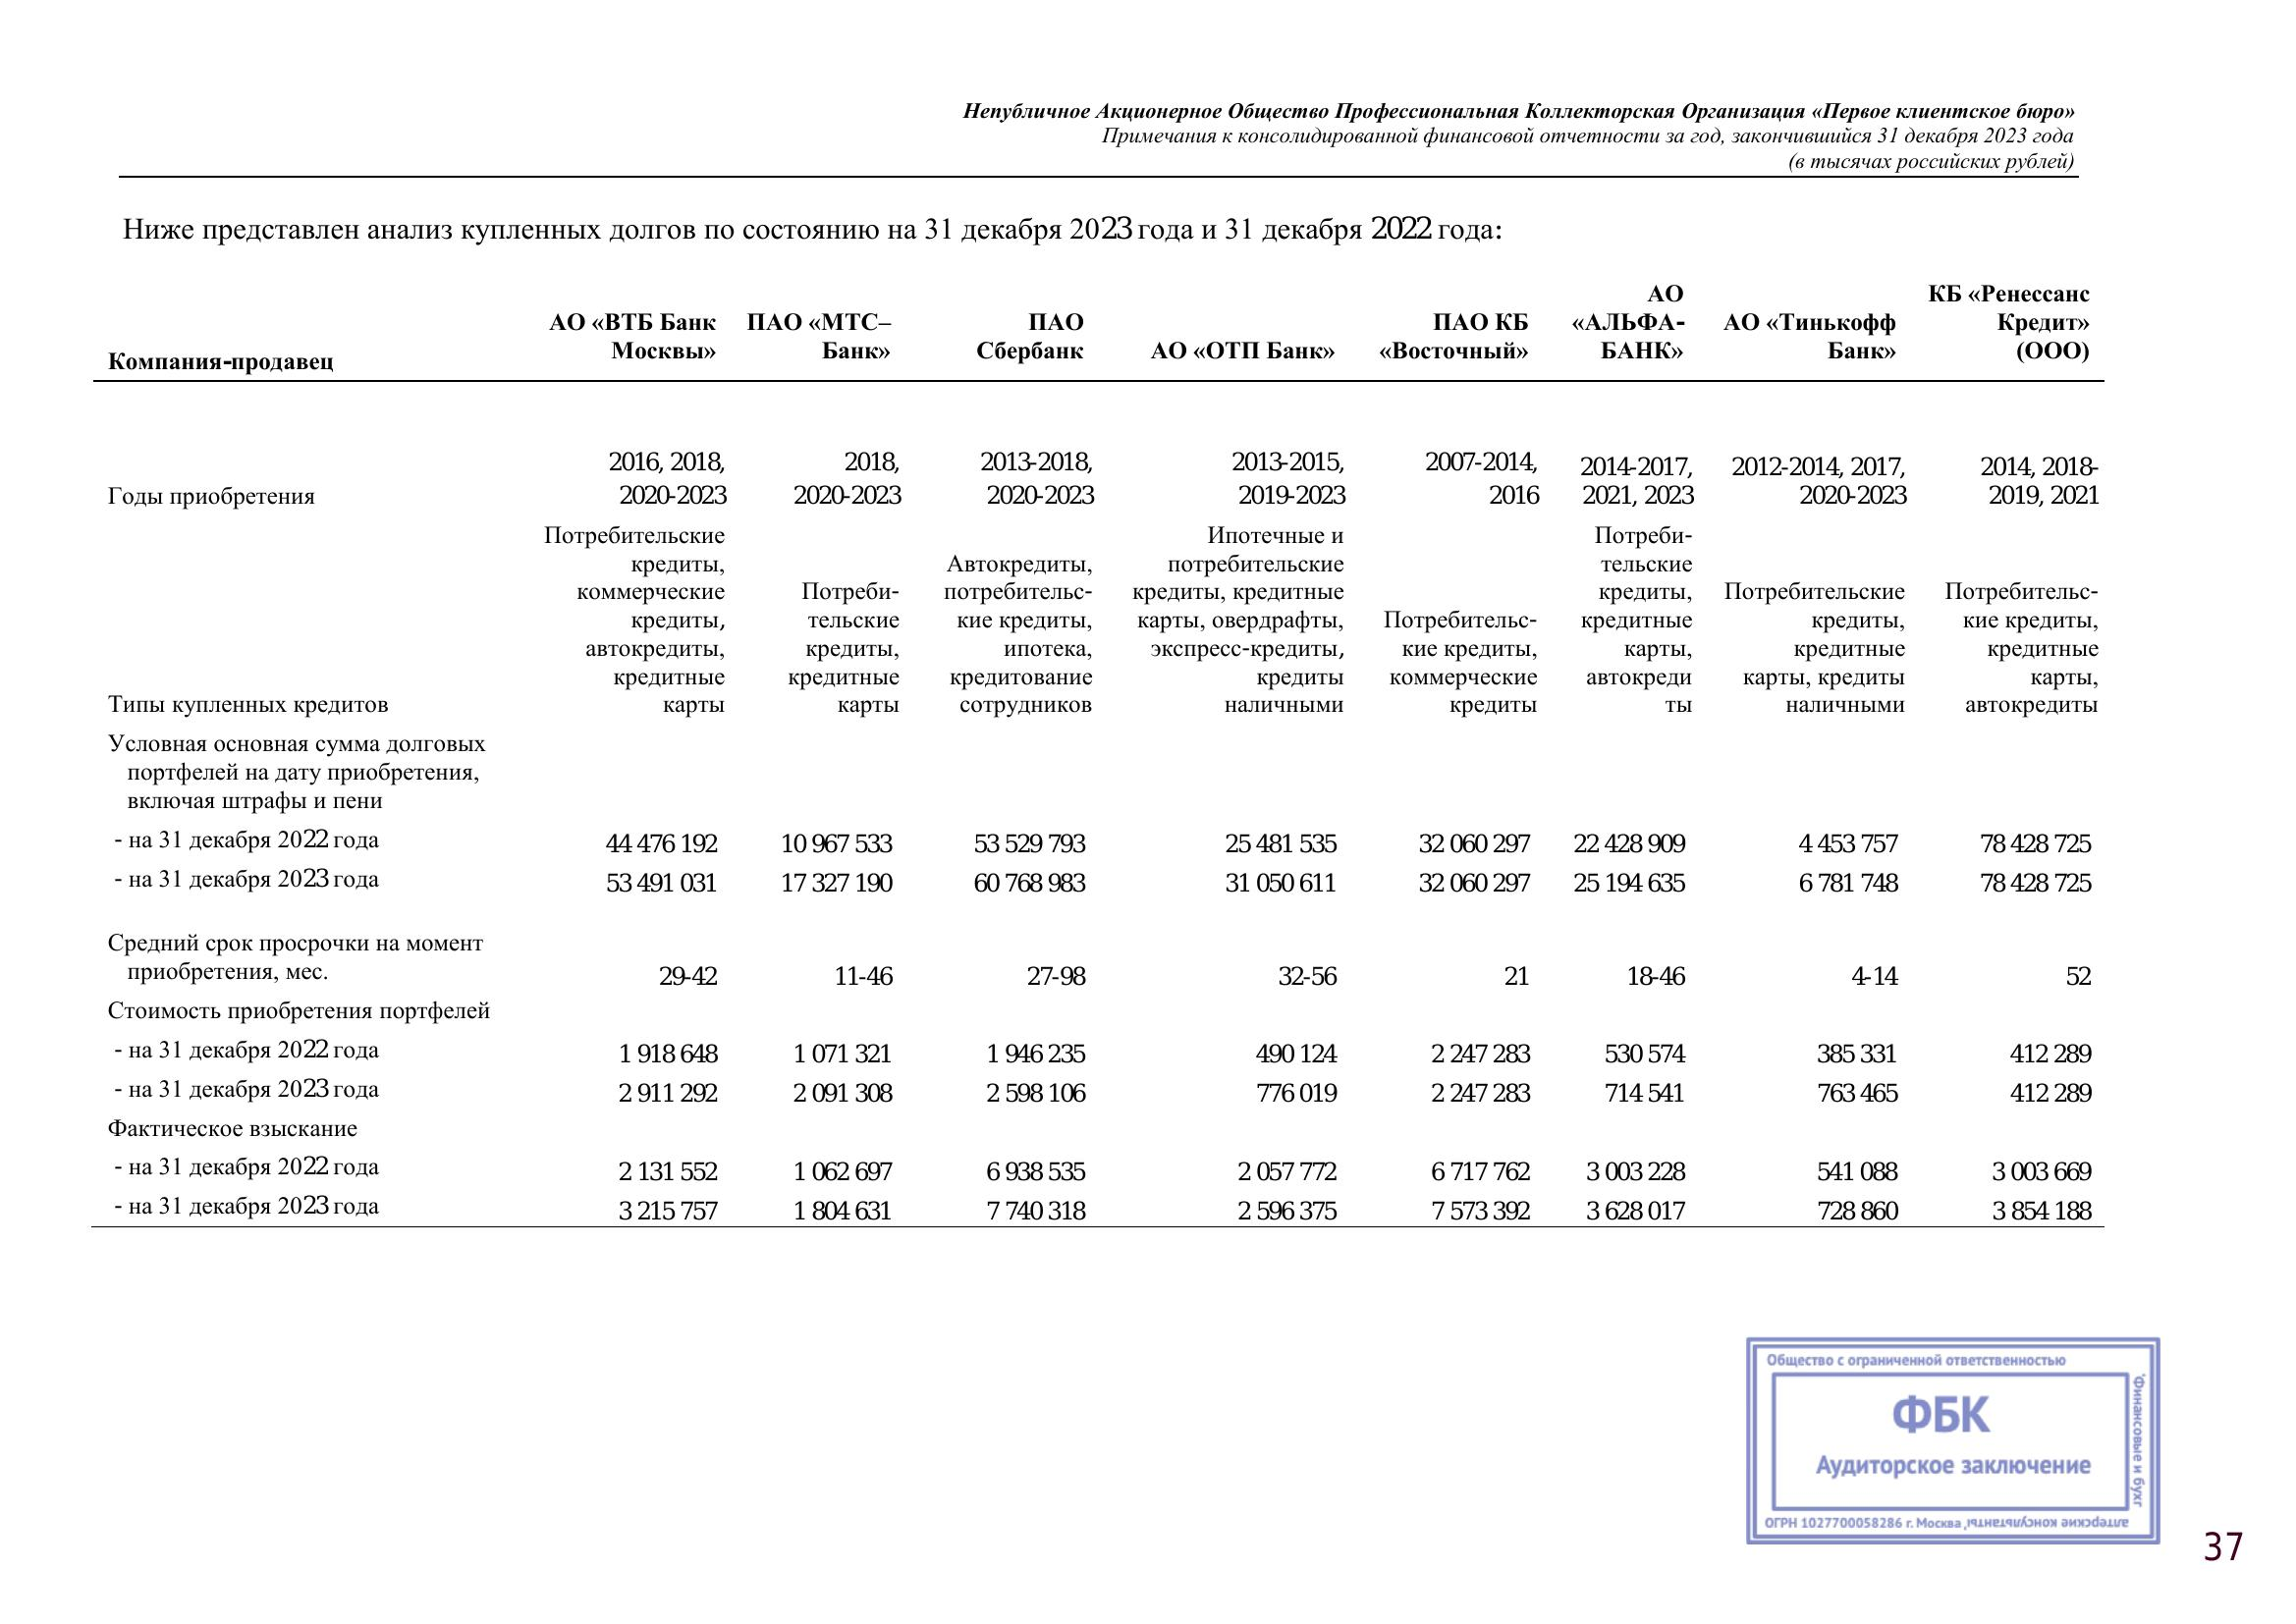 Непубличное Акционерное Общество Профессиональная Коллекторская Организация «Первое клиентское бюро»
Примечания к консолидированной финансовой отчетности за год, закончившийся 31 декабря 2023 года
(в тысячах российских рублей)
Ниже представлен анализ купленных долгов по состоянию на 31 декабря 2023 года и 31 декабря 2022 года:
АО КБ «Ренессанс
АО «ВТБ Банк ПАО «МТС– ПАО ПАО КБ «АЛЬФА- АО «Тинькофф Кредит»
Компания-продавец Москвы» Банк» Сбербанк АО «ОТП Банк» «Восточный» БАНК» Банк» (ООО)
2016, 2018, 2018, 2013-2018, 2013-2015, 2007-2014, 2014-2017, 2012-2014, 2017, 2014, 2018-
Годы приобретения 2020-2023 2020-2023 2020-2023 2019-2023 2016 2021, 2023 2020-2023 2019, 2021
Потребительские Ипотечные и Потреби-
кредиты, Автокредиты, потребительские тельские
коммерческие Потреби- потребительс- кредиты, кредитные кредиты, Потребительские Потребительс-
кредиты, тельские кие кредиты, карты, овердрафты, Потребительс- кредитные кредиты, кие кредиты,
автокредиты, кредиты, ипотека, экспресс-кредиты, кие кредиты, карты, кредитные кредитные
кредитные кредитные кредитование кредиты коммерческие автокреди карты, кредиты карты,
Типы купленных кредитов карты карты сотрудников наличными кредиты ты наличными автокредиты
Условная основная сумма долговых
портфелей на дату приобретения,
включая штрафы и пени
- на 31 декабря 2022 года 44 476 192 10 967 533 53 529 793 25 481 535 32 060 297 22 428 909 4 453 757 78 428 725
- на 31 декабря 2023 года 53 491 031 17 327 190 60 768 983 31 050 611 32 060 297 25 194 635 6 781 748 78 428 725
Средний срок просрочки на момент
приобретения, мес. 29-42 11-46 27-98 32-56 21 18-46 4-14 52
Стоимость приобретения портфелей
- на 31 декабря 2022 года 1 918 648 1 071 321 1 946 235 490 124 2 247 283 530 574 385 331 412 289
- на 31 декабря 2023 года 2 911 292 2 091 308 2 598 106 776 019 2 247 283 714 541 763 465 412 289
Фактическое взыскание
- на 31 декабря 2022 года 2 131 552 1 062 697 6 938 535 2 057 772 6 717 762 3 003 228 541 088 3 003 669
- на 31 декабря 2023 года 3 215 757 1 804 631 7 740 318 2 596 375 7 573 392 3 628 017 728 860 3 854 188
Общество с ограниченной ответственностью
"Финансовые и бухг
алтерские консультанты,
ФБК
Аудиторское заключение
ОГРН 1027700058286 г. Москва
37